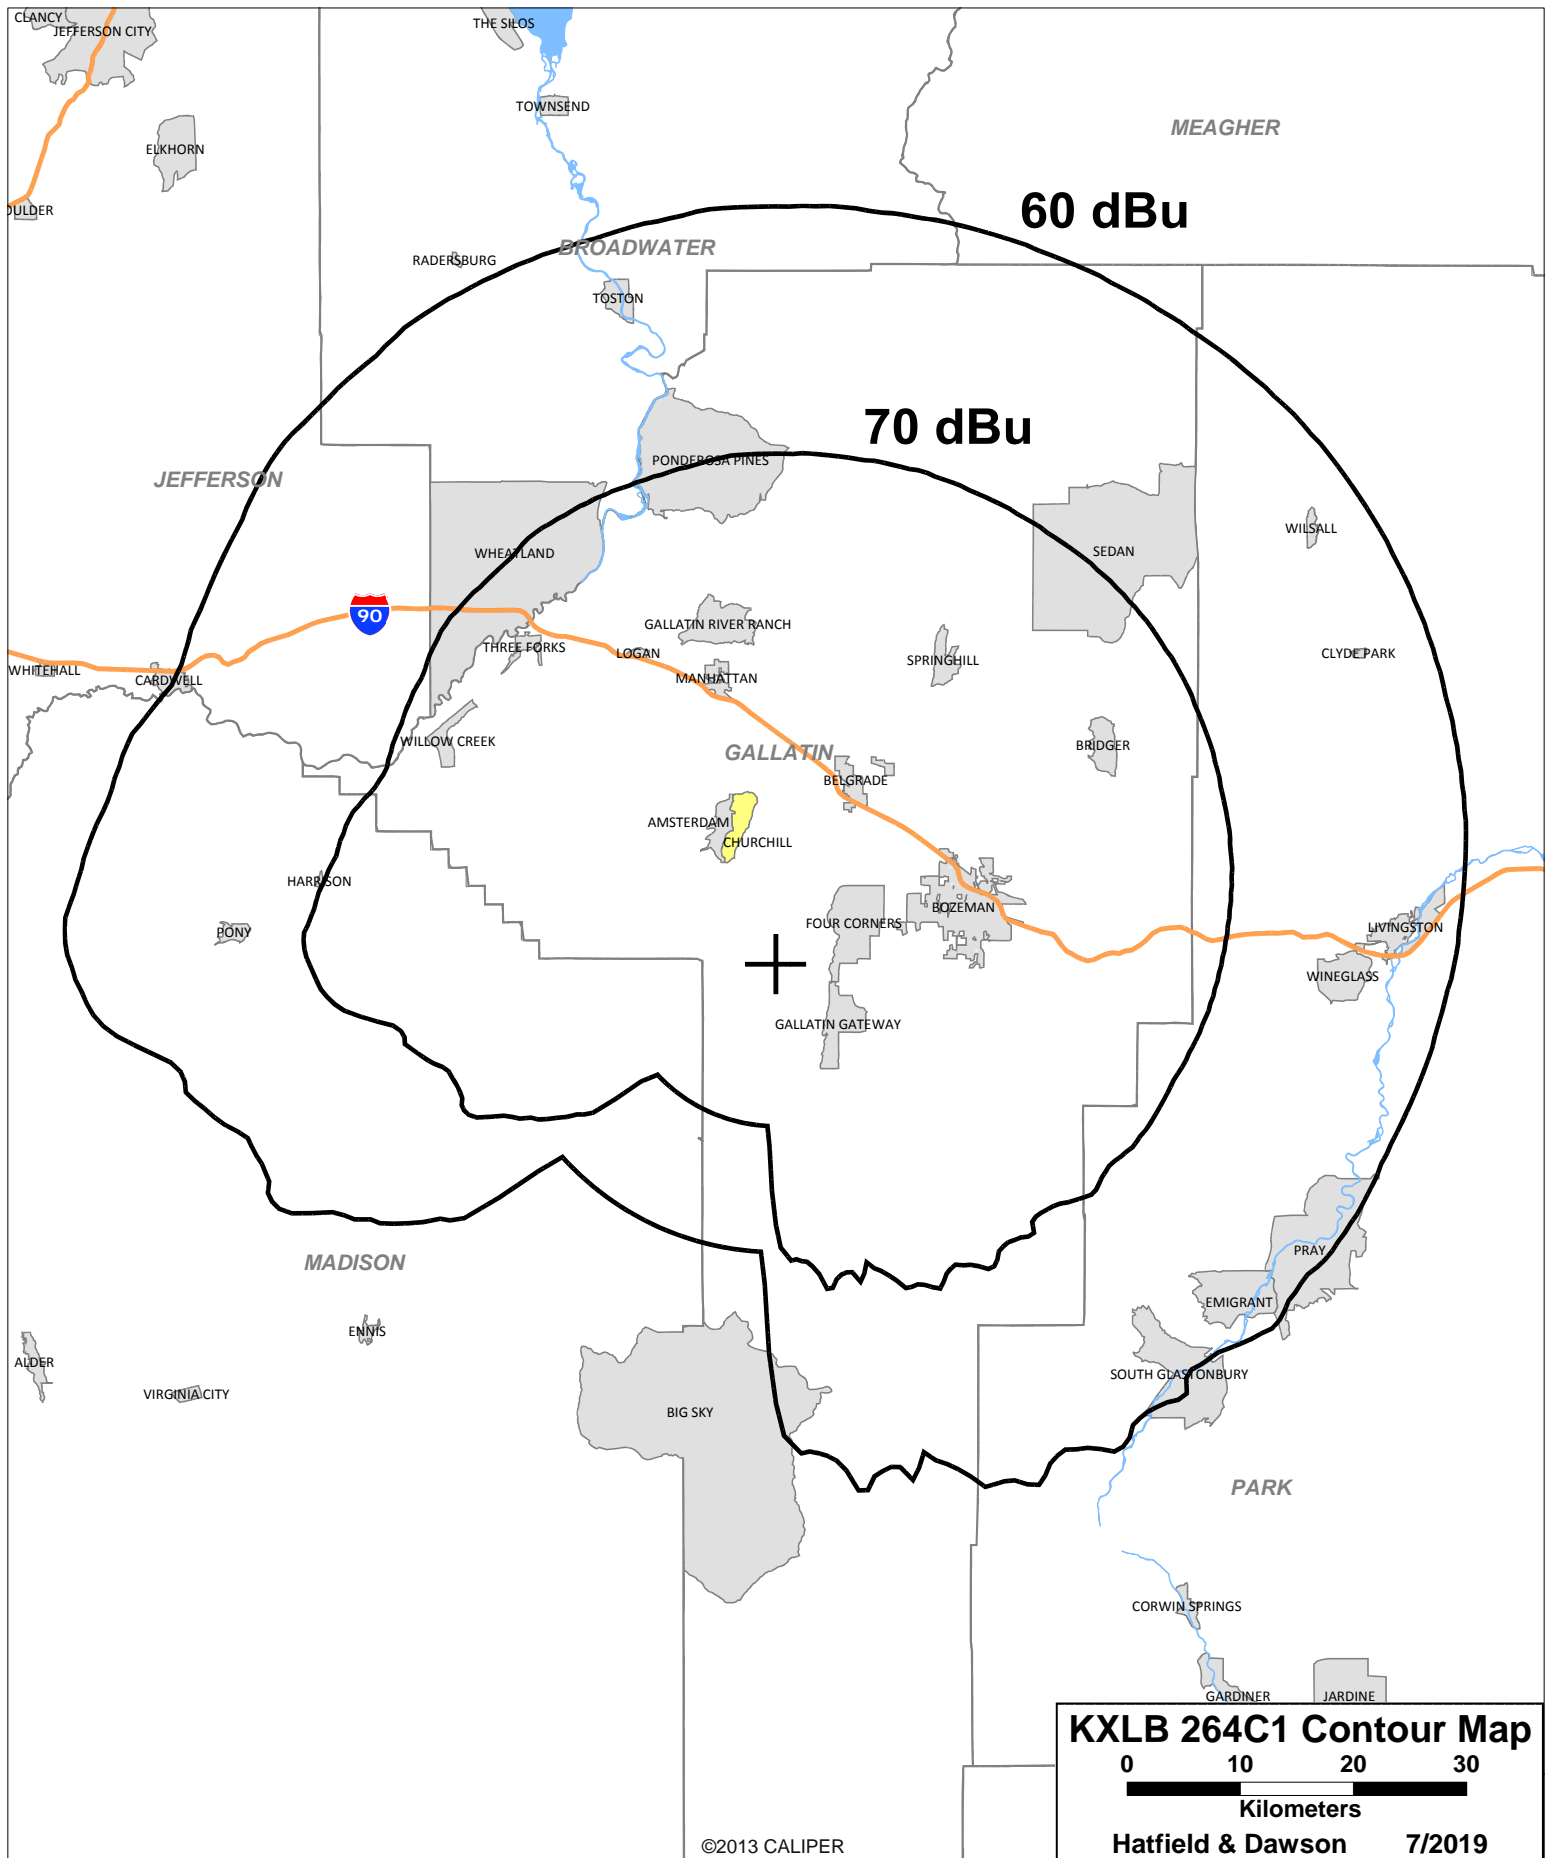 CLANCY
JEFFERSON CITY
THE SILOS
TOWNSEND
MEAGHER
ELKHORN
OULDER
60 dBu
BROADWATER
RADERSBURG
TOSTON
70 dBu
PONDEROSA PINES
JEFFERSON
WILSALL
WHEATLAND
SEDAN
90
GALLATIN RIVER RANCH
THREE FORKS
LOGAN
CLYDE PARK
SPRINGHILL
WHITEHALL
CARDWELL
MANHATTAN
WILLOW CREEK
GALLATIN
BRIDGER
BELGRADE
AMSTERDAM
CHURCHILL
HARRISON
BOZEMAN
FOUR CORNERS
LIVINGSTON
PONY
WINEGLASS
GALLATIN GATEWAY
PRAY
MADISON
EMIGRANT
ENNIS
ALDER
SOUTH GLASTONBURY
VIRGINIA CITY
BIG SKY
PARK
CORWIN SPRINGS
GARDINER
JARDINE
KXLB 264C1 Contour Map
0 10 20 30
Kilometers
Hatfield & Dawson 7/2019
©2013 CALIPER